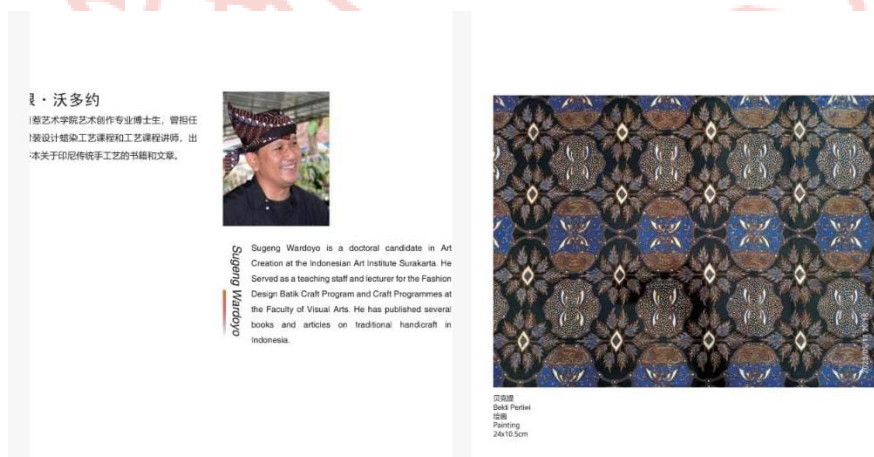 · 沃多约
惹艺术学院艺术创作专业博士生，曾担任
装设计蜡染工艺课程和工艺课程讲师，出
本关于印尼传统手工艺的书籍和文章。
Sugeng Wardoyo
Sugeng Wardoyo is a doctoral candidate in Art
Creation at the Indonesian Art Institute Surakarta. He
Served as a teaching staff and lecturer for the Fashion
Design Batik Craft Program and Craft Programmes at
the Faculty of Visual Arts. He has published several
books and articles on traditional handicraft in
Indonesia.
贝克提
Bekti Pertiwi
绘画
Painting
24x10.5cm